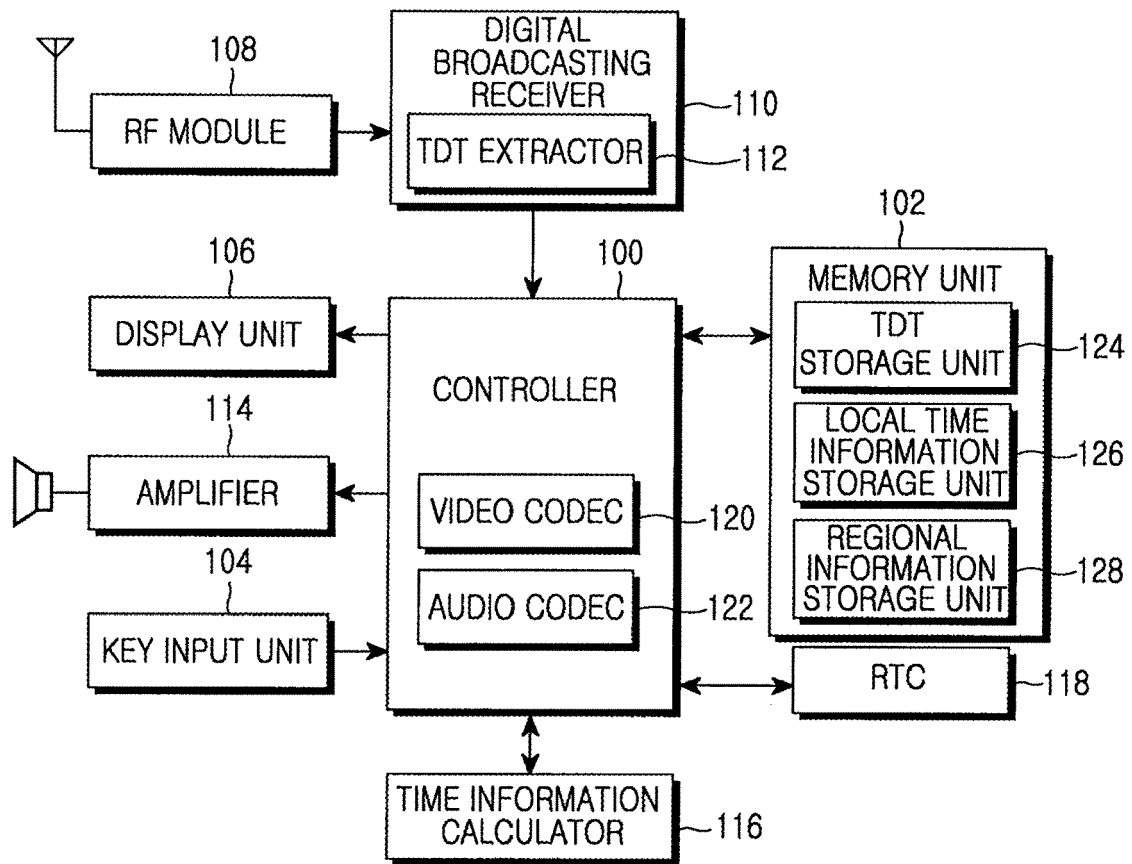 DIGITAL
BROADCASTING
RECEIVER
110
TDT EXTRACTOR
112
108
RF MODULE
102
MEMORY UNIT
TDT
STORAGE UNIT
124
LOCAL TIME
INFORMATION
STORAGE UNIT
126
REGIONAL
INFORMATION
STORAGE UNIT
128
100
CONTROLLER
VIDEO CODEC
120
AUDIO CODEC
122
106
DISPLAY UNIT
114
AMPLIFIER
104
KEY INPUT UNIT
RTC
118
TIME INFORMATION
CALCULATOR
116